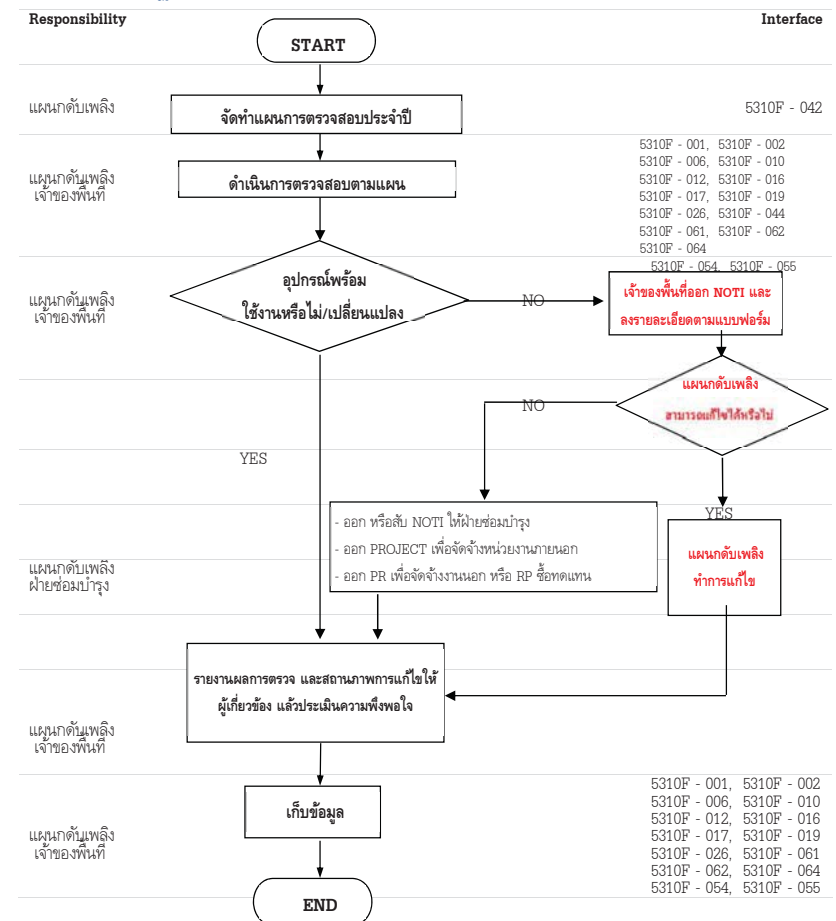 Responsibility
Interface
START
แผนกดับเพลิง
จัดทำแผนการตรวจสอบประจำปี
5310F - 042
แผนกดับเพลิง
เจ้าของพื้นที่
ดำเนินการตรวจสอบตามแผน
5310F - 001, 5310F - 002
5310F - 006, 5310F - 010
5310F - 012, 5310F - 016
5310F - 017, 5310F - 019
5310F - 026, 5310F - 044
5310F - 061, 5310F - 062
5310F - 064
5310F - 054, 5310F - 055
แผนกดับเพลิง
เจ้าของพื้นที่
อุปกรณ์พร้อม
ใช้งานหรือไม่/เปลี่ยนแปลง
NO
เจ้าของพื้นที่ออก NOTI และ
ลงรายละเอียดตามแบบฟอร์ม
แผนกดับเพลิง
สามารถแก้ไขได้หรือไม่
NO
YES
YES
- ออก หรือสับ NOTI ให้ฝ่ายซ่อมบำรุง
- ออก PROJECT เพื่อจัดจ้างหน่วยงานภายนอก
- ออก PR เพื่อจัดจ้างงานนอก หรือ RP ซื้อทดแทน
แผนกดับเพลิง
ทำการแก้ไข
แผนกดับเพลิง
ฝ่ายซ่อมบำรุง
รายงานผลการตรวจ และสถานภาพการแก้ไขให้
ผู้เกี่ยวข้อง แล้วประเมินความพึงพอใจ
แผนกดับเพลิง
เจ้าของพื้นที่
เก็บข้อมูล
แผนกดับเพลิง
เจ้าของพื้นที่
5310F - 001, 5310F - 002
5310F - 006, 5310F - 010
5310F - 012, 5310F - 016
5310F - 017, 5310F - 019
5310F - 026, 5310F - 061
5310F - 062, 5310F - 064
5310F - 054, 5310F - 055
END